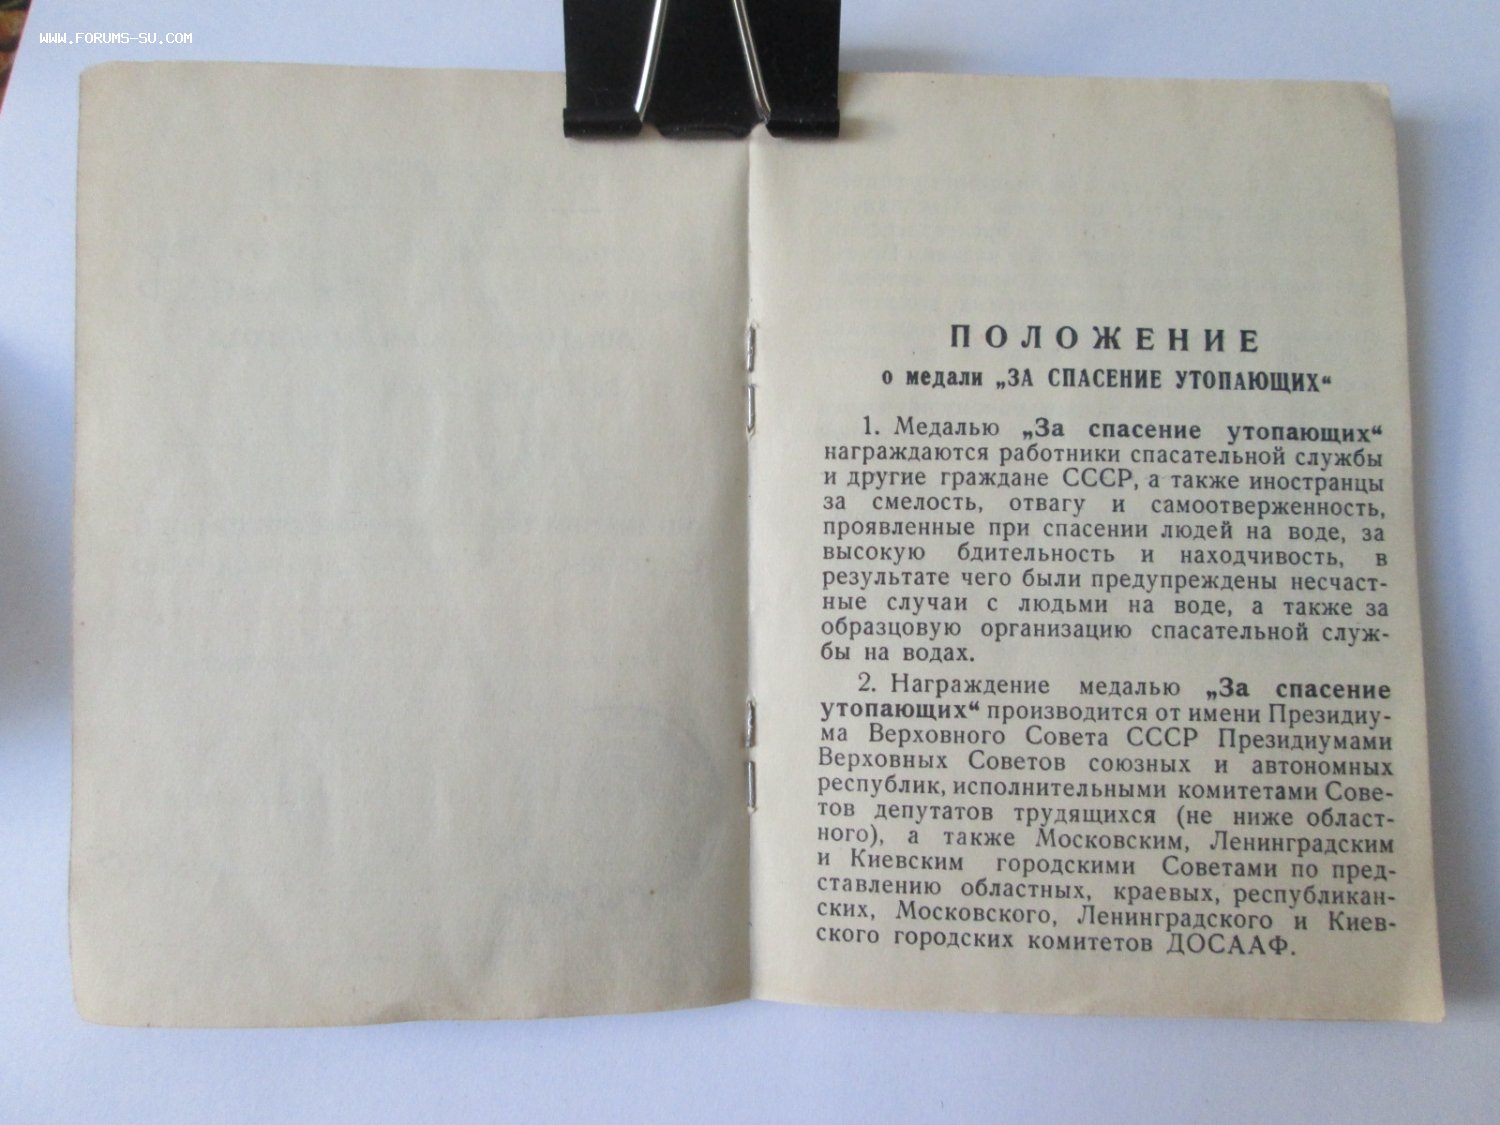 WWW.FORUMS-SU.COM
ПОЛОЖЕНИЕ
о медали „ЗА СПАСЕНИЕ УТОПАЮЩИХ“
1. Медалью „За спасение утопающих“
награждаются работники спасательной службы
и другие граждане СССР, а также иностранцы
за смелость, отвагу и самоотверженность,
проявленные при спасении людей на воде, за
высокую бдительность и находчивость, в
результате чего были предупреждены несчаст-
ные случаи с людьми на воде, а также за
образцовую организацию спасательной служ-
бы на водах.
2. Награждение медалью „За спасение
утопающих“ производится от имени Президиу-
ма Верховного Совета СССР Президиумами
Верховных Советов союзных и автономных
республик, исполнительными комитетами Сове-
тов депутатов трудящихся (не ниже област-
ного), а также Московским, Ленинградским
и Киевским городскими Советами по пред-
ставлению областных, краевых, республикан-
ских, Московского, Ленинградского и Киев-
ского городских комитетов ДОСААФ.